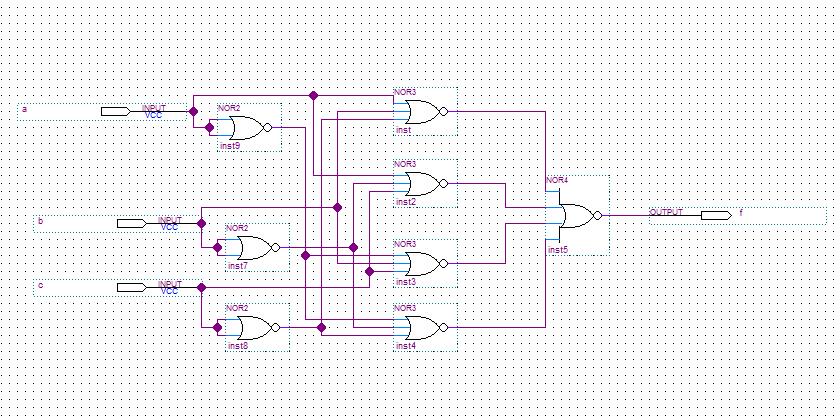 NOR3
a
INPUT
VCC
NOR2
inst
inst9
NOR3
NOR4
inst2
b
INPUT
VCC
OUTPUT
f
NOR2
NOR3
inst5
inst7
inst3
c
INPUT
VCC
NOR2
NOR3
inst8
inst4